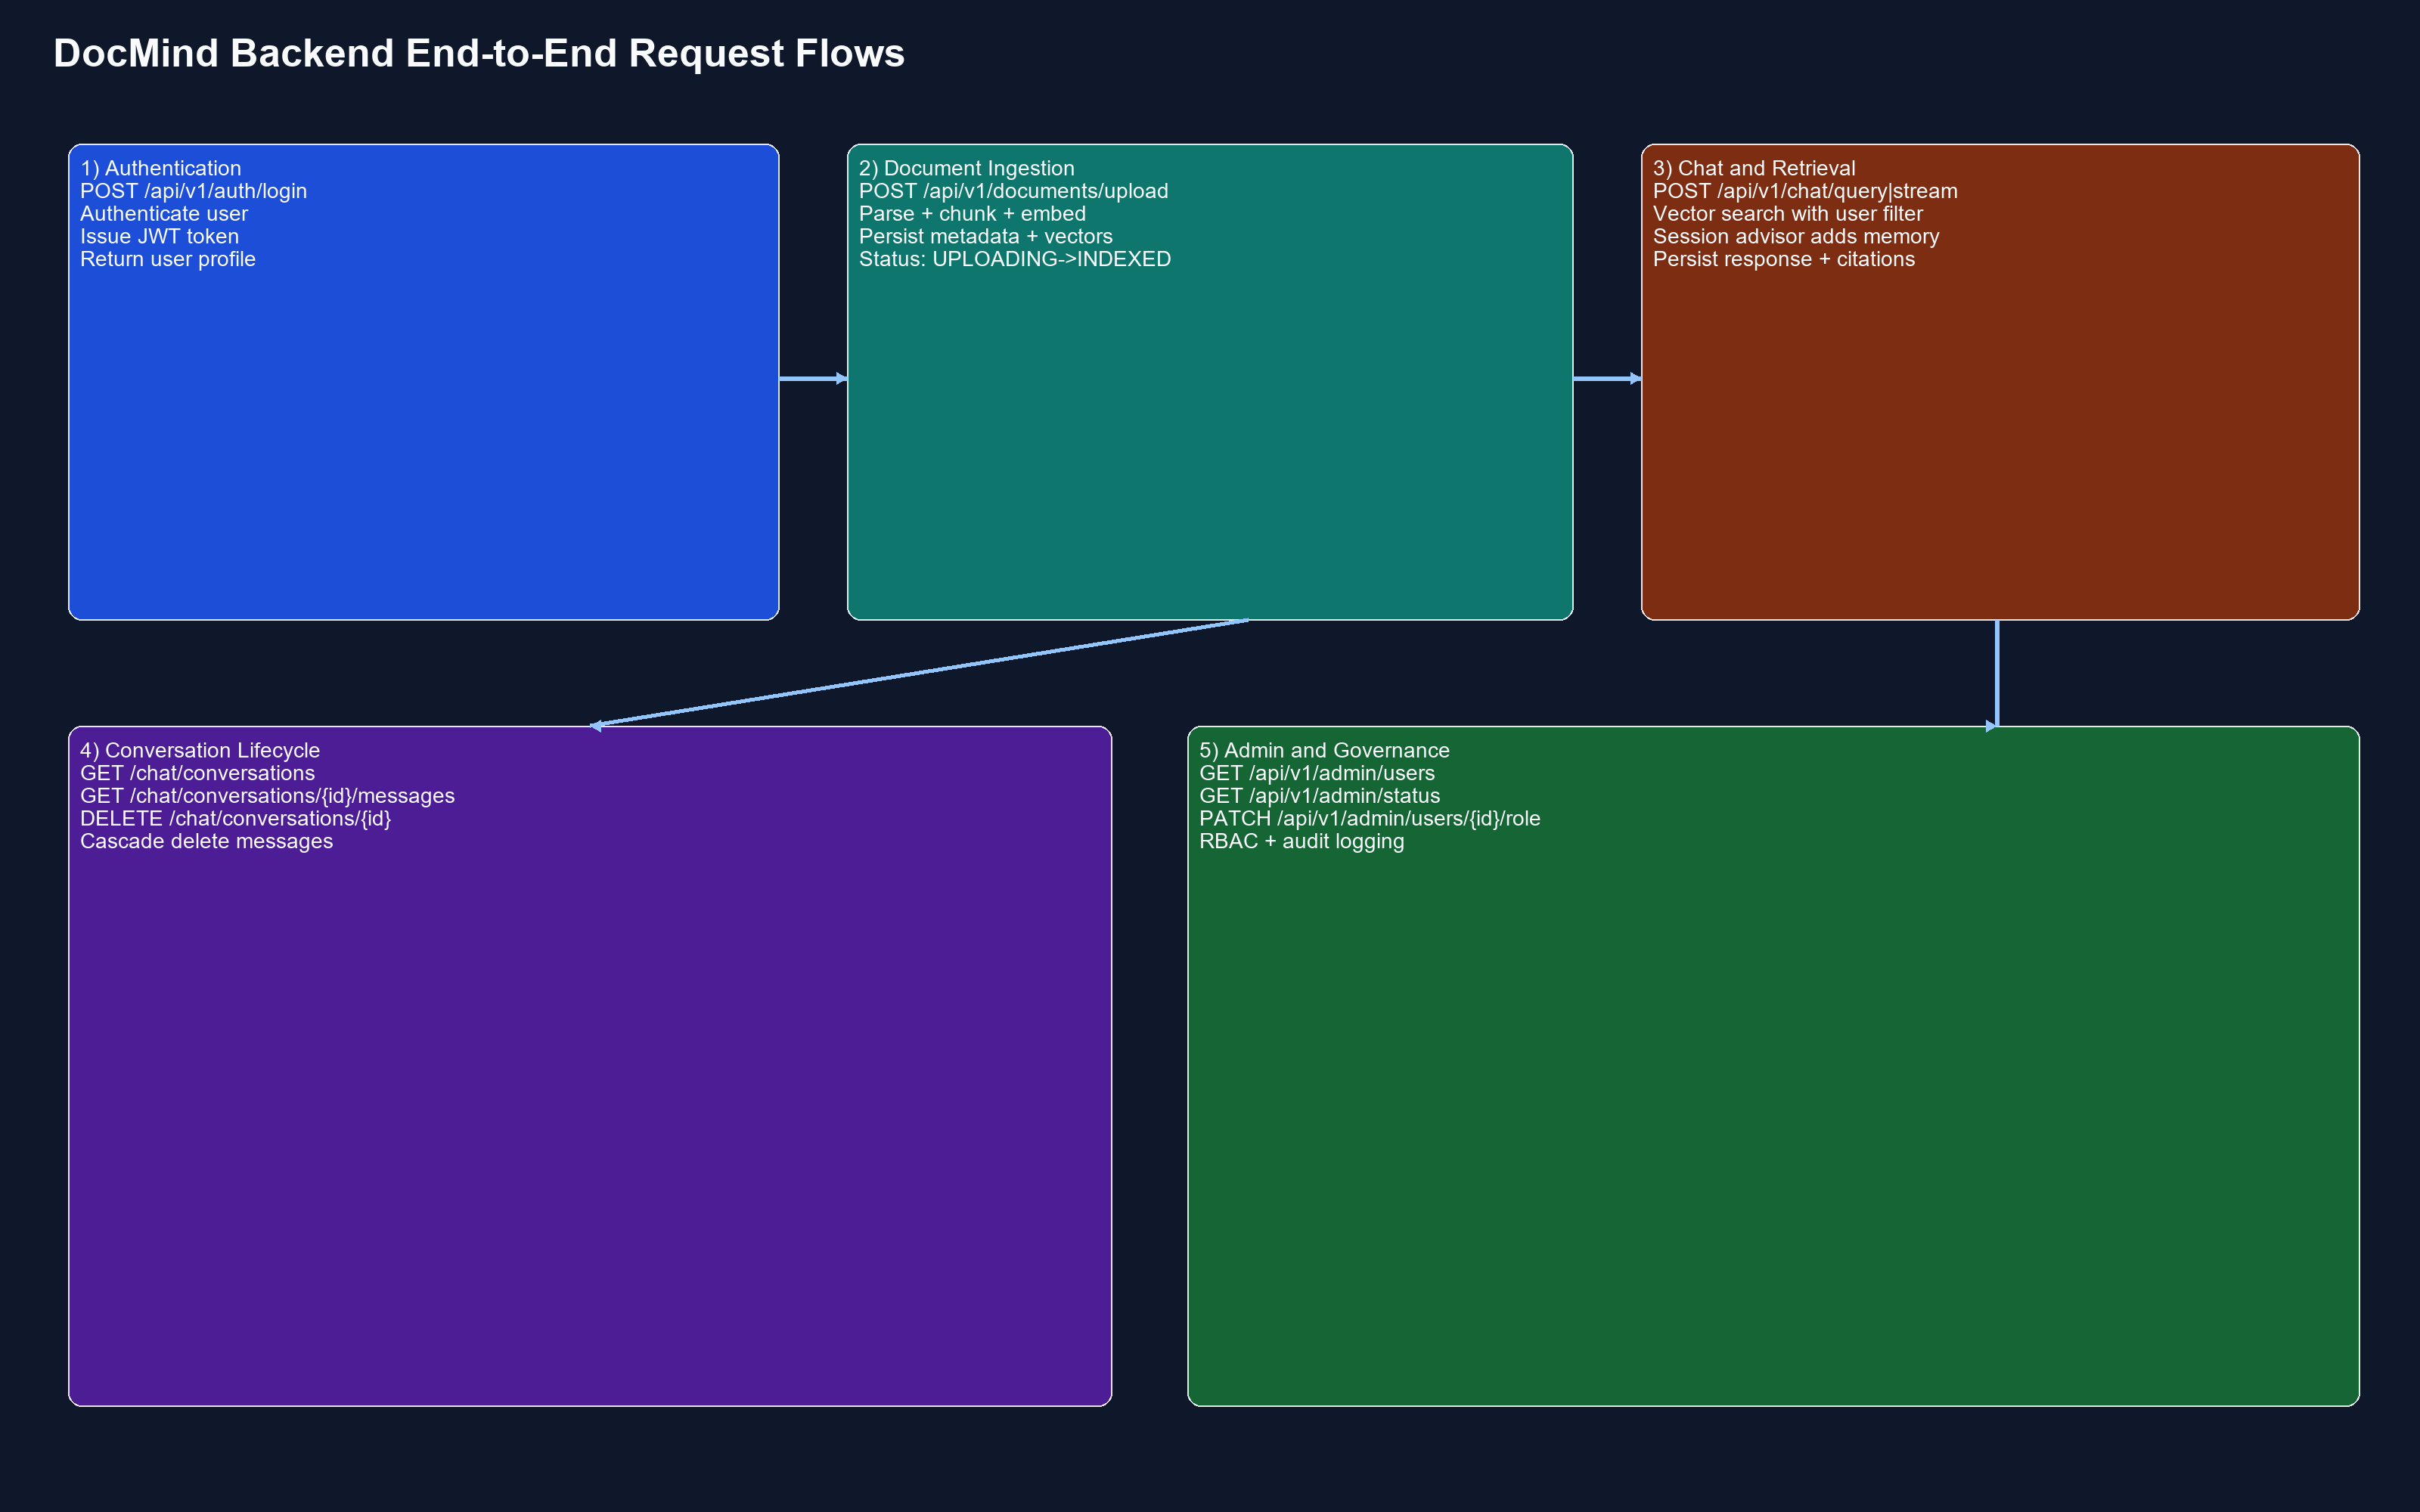 DocMind Backend End-to-End Request Flows
1) Authentication
POST /api/v1/auth/login
Authenticate user
Issue JWT token
Return user profile
2) Document Ingestion
POST /api/v1/documents/upload
Parse + chunk + embed
Persist metadata + vectors
Status: UPLOADING->INDEXED
3) Chat and Retrieval
POST /api/v1/chat/query|stream
Vector search with user filter
Session advisor adds memory
Persist response + citations
4) Conversation Lifecycle
GET /chat/conversations
GET /chat/conversations/{id}/messages
DELETE /chat/conversations/{id}
Cascade delete messages
5) Admin and Governance
GET /api/v1/admin/users
GET /api/v1/admin/status
PATCH /api/v1/admin/users/{id}/role
RBAC + audit logging